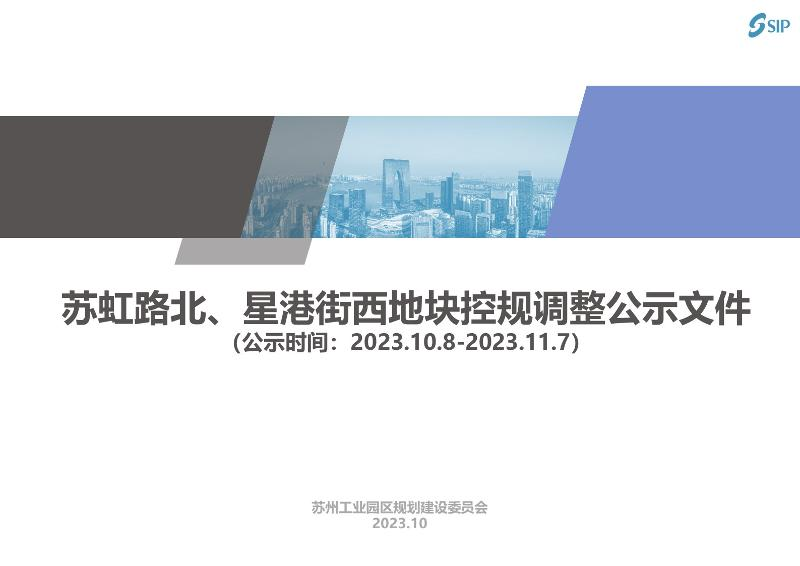 SIP
苏虹路北、星港街西地块控规调整公示文件
（公示时间：2023.10.8-2023.11.7）
苏州工业园区规划建设委员会
2023.10